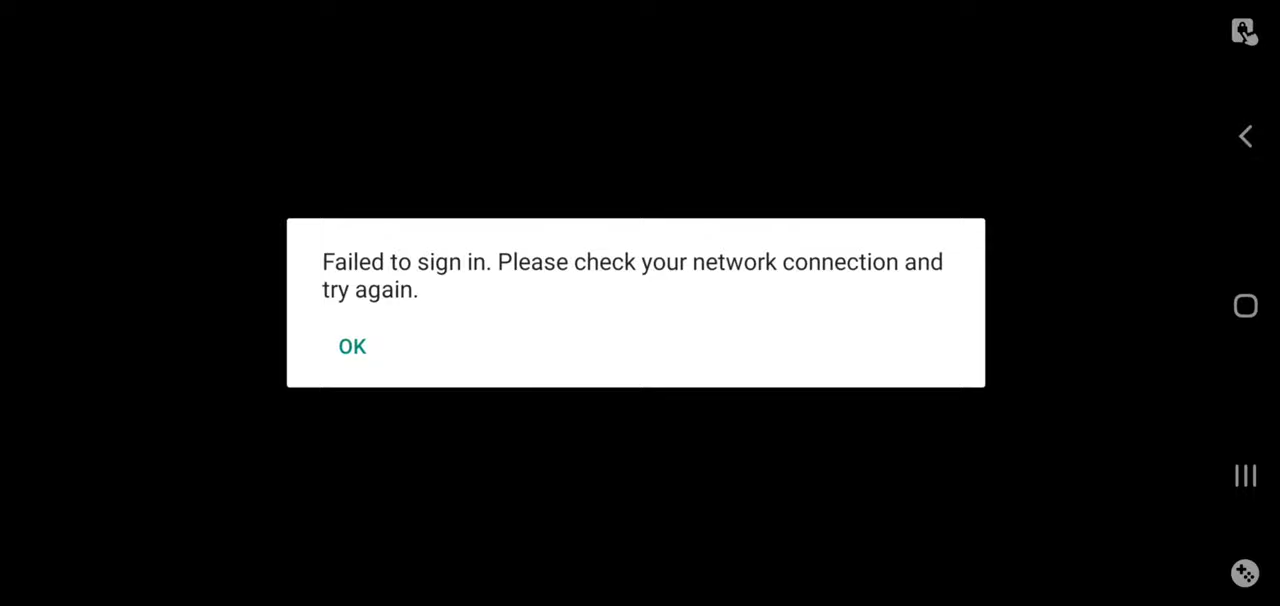 Failed to sign in. Please check your network connection and
try again.
OK